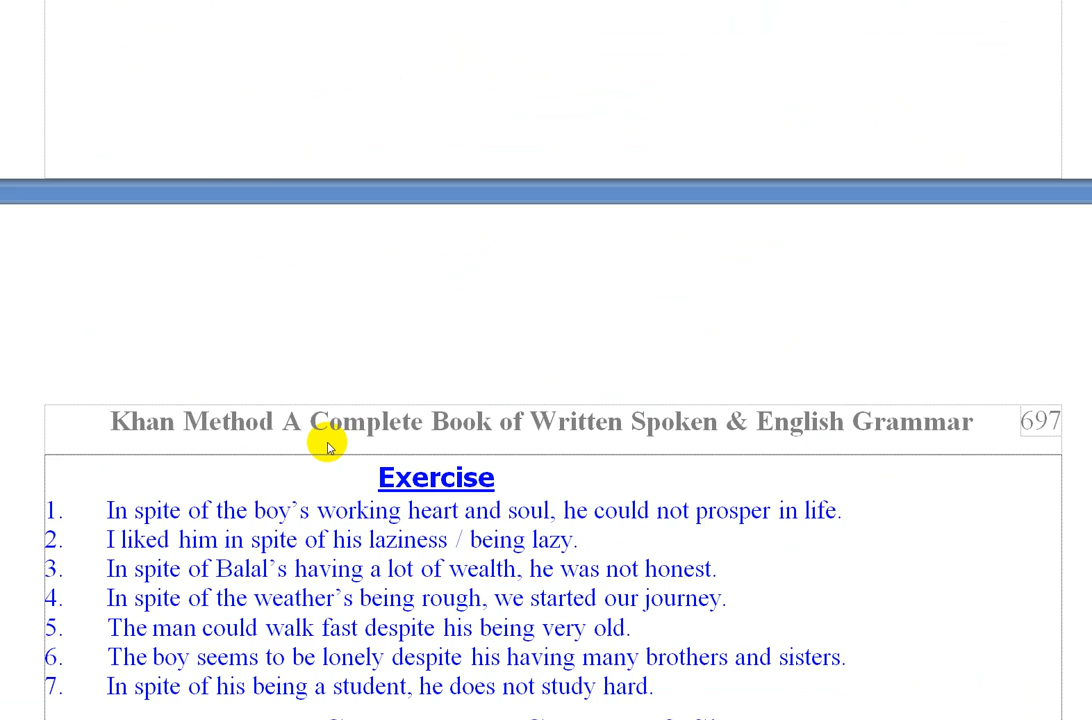 Khan Method A Complete Book of Written Spoken & English Grammar 697
Exercise
1. In spite of the boy’s working heart and soul, he could not prosper in life.
2. I liked him in spite of his laziness / being lazy.
3. In spite of Balal’s having a lot of wealth, he was not honest.
4. In spite of the weather’s being rough, we started our journey.
5. The man could walk fast despite his being very old.
6. The boy seems to be lonely despite his having many brothers and sisters.
7. In spite of his being a student, he does not study hard.